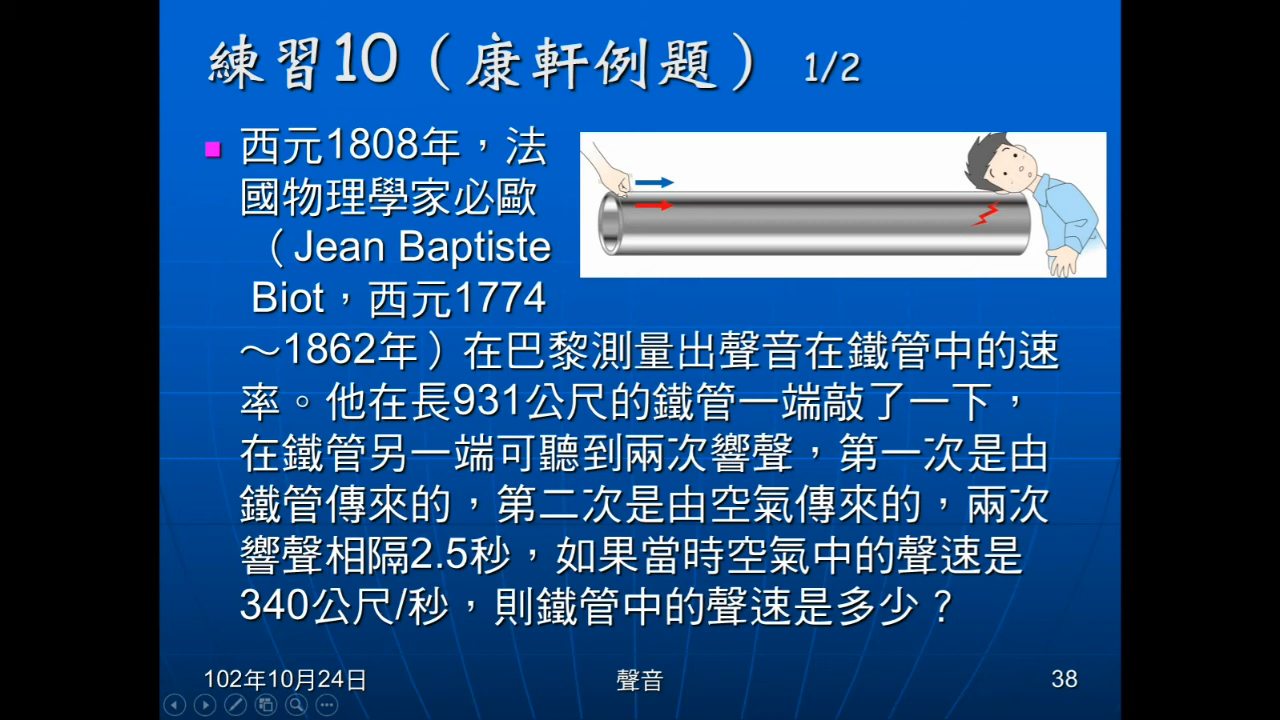 練習10（康軒例題） 1/2
西元1808年，法
國物理學家必歐
（Jean Baptiste
Biot，西元1774
～1862年）在巴黎測量出聲音在鐵管中的速
率。他在長931公尺的鐵管一端敲了一下，
在鐵管另一端可聽到兩次響聲，第一次是由
鐵管傳來的，第二次是由空氣傳來的，兩次
響聲相隔2.5秒，如果當時空氣中的聲速是
340公尺/秒，則鐵管中的聲速是多少？
102年10月24日
聲音
38